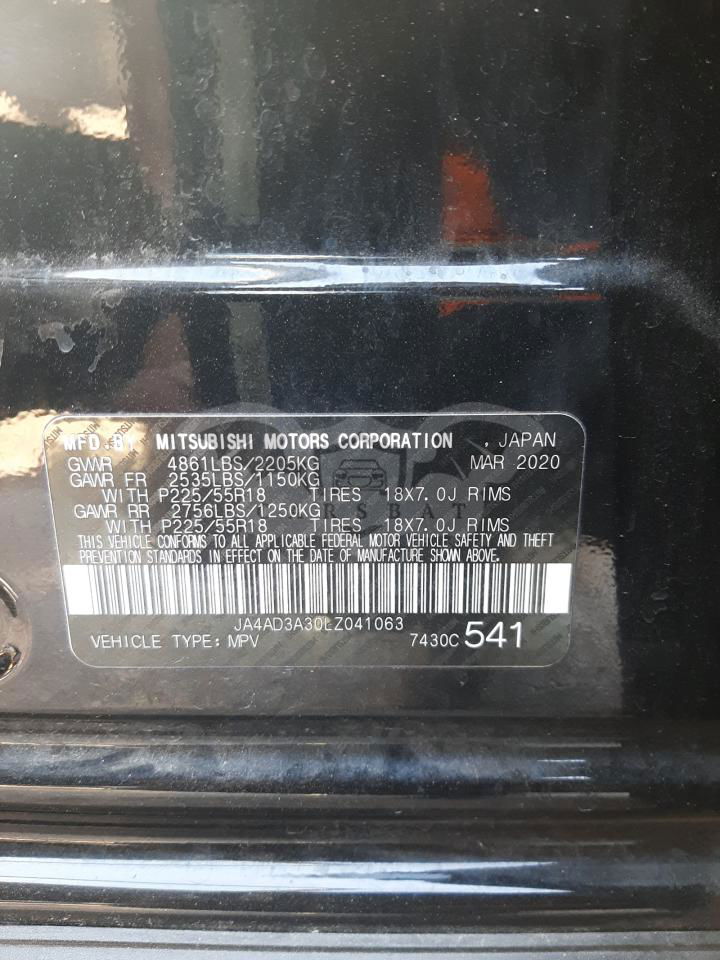 MFD.BY MITSUBISHI MOTORS CORPORATION , JAPAN
GVWR 4861LBS/2205KG MAR 2020
GAWR FR 2535LBS/1150KG
WITH P225/55R18 TIRES 18X7.0J RIMS
GAWR RR 2756LBS/1250KG
WITH P225/55R18 TIRES 18X7.0J RIMS
THIS VEHICLE CONFORMS TO ALL APPLICABLE FEDERAL MOTOR VEHICLE SAFETY AND THEFT
PREVENTION STANDARDS IN EFFECT ON THE DATE OF MANUFACTURE SHOWN ABOVE.
JA4AD3A30LZ041063
VEHICLE TYPE: MPV 7430C 541